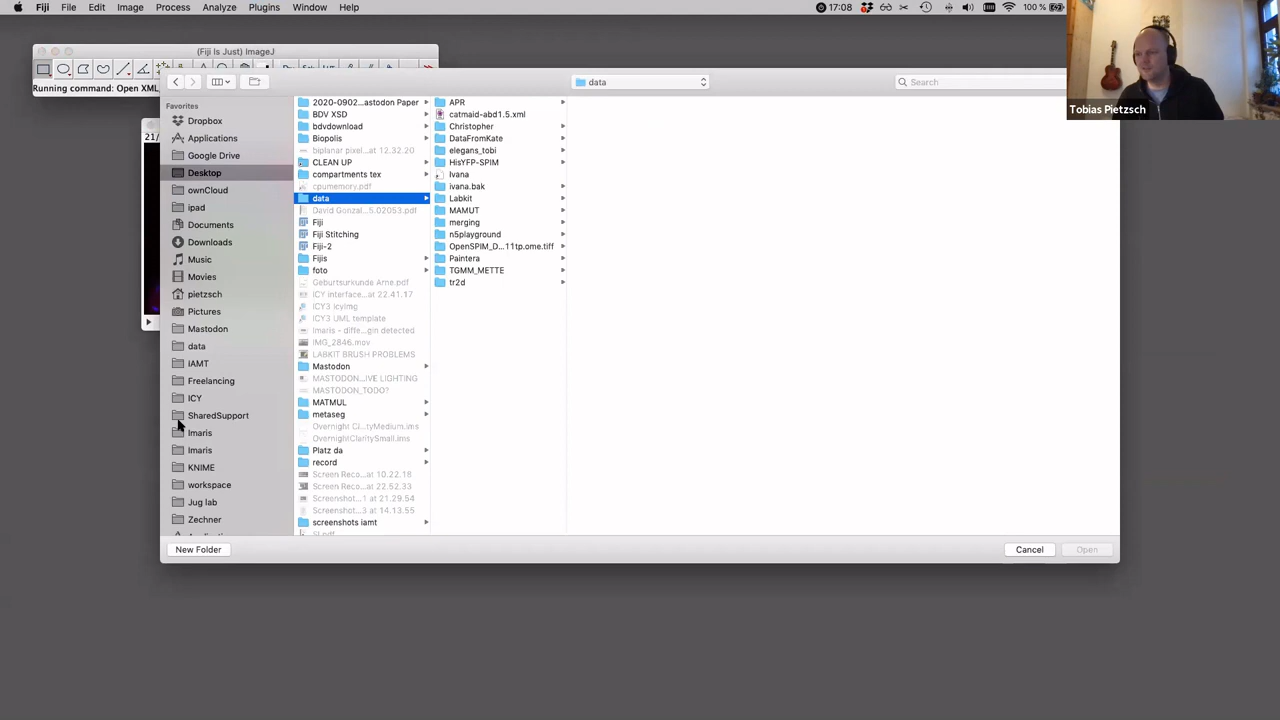 Fiji File Edit Image Process Analyze Plugins Window Help
17:08
100 %
Tobias Pietzsch
(Fiji Is Just) ImageJ
Running command: Open XML
21/
data
Search
Favorites
Dropbox
Applications
Google Drive
Desktop
ownCloud
ipad
Documents
Downloads
Music
Movies
pietzsch
Pictures
Mastodon
data
IAMT
Freelancing
ICY
SharedSupport
Imaris
Imaris
KNIME
workspace
Jug lab
Zechner
2020-0902...astodon Paper
BDV XSD
bdvdownload
Biopolis
biplanar pixel...at 12.32.20
CLEAN UP
compartments tex
cpumemory.pdf
data
David Gonzal...5.02053.pdf
Fiji
Fiji Stitching
Fiji-2
Fijis
foto
Geburtsurkunde Arne.pdf
ICY interface...at 22.41.17
ICY3 IcyImg
ICY3 UML template
Imaris - diffe...gin detected
IMG_2846.mov
LABKIT BRUSH PROBLEMS
Mastodon
MASTODON...IVE LIGHTING
MASTODON_TODO?
MATMUL
metaseg
Overnight Cl...tyMedium.ims
OvernightClaritySmall.ims
Platz da
record
Screen Reco...at 10.22.18
Screen Reco...at 22.52.33
Screenshot...1 at 21.29.54
Screenshot...3 at 14.13.55
screenshots iamt
APR
catmaid-abd1.5.xml
Christopher
DataFromKate
elegans_tobi
HisYFP-SPIM
Ivana
ivana.bak
Labkit
MAMUT
merging
n5playground
OpenSPIM_D...11tp.ome.tiff
Paintera
TGMM_METTE
tr2d
New Folder
Cancel
Open